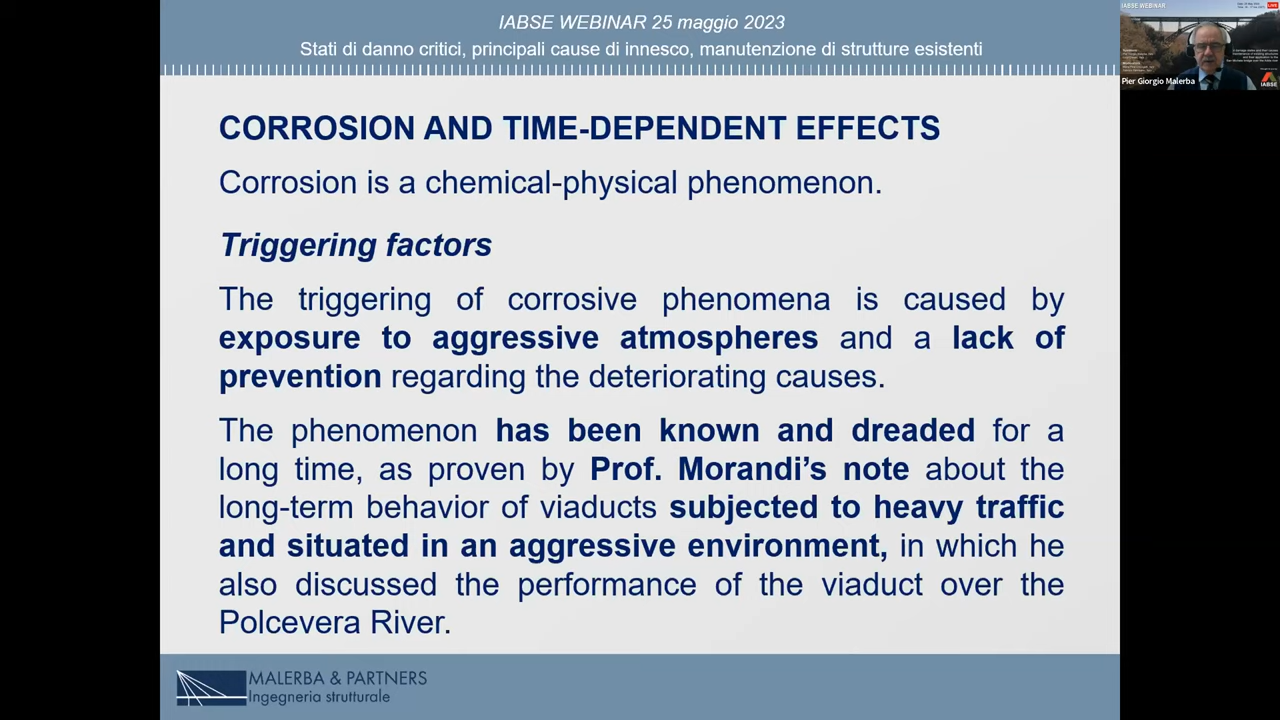 IABSE WEBINAR 25 maggio 2023
Stati di danno critici, principali cause di innesco, manutenzione di strutture esistenti
CORROSION AND TIME-DEPENDENT EFFECTS
Corrosion is a chemical-physical phenomenon.
Triggering factors
The triggering of corrosive phenomena is caused by
exposure to aggressive atmospheres and a lack of
prevention regarding the deteriorating causes.
The phenomenon has been known and dreaded for a
long time, as proven by Prof. Morandi’s note about the
long-term behavior of viaducts subjected to heavy traffic
and situated in an aggressive environment, in which he
also discussed the performance of the viaduct over the
Polcevera River.
MALERBA & PARTNERS
Ingegneria strutturale
IABSE WEBINAR
LIVE
Pier Giorgio Malerba
IABSE